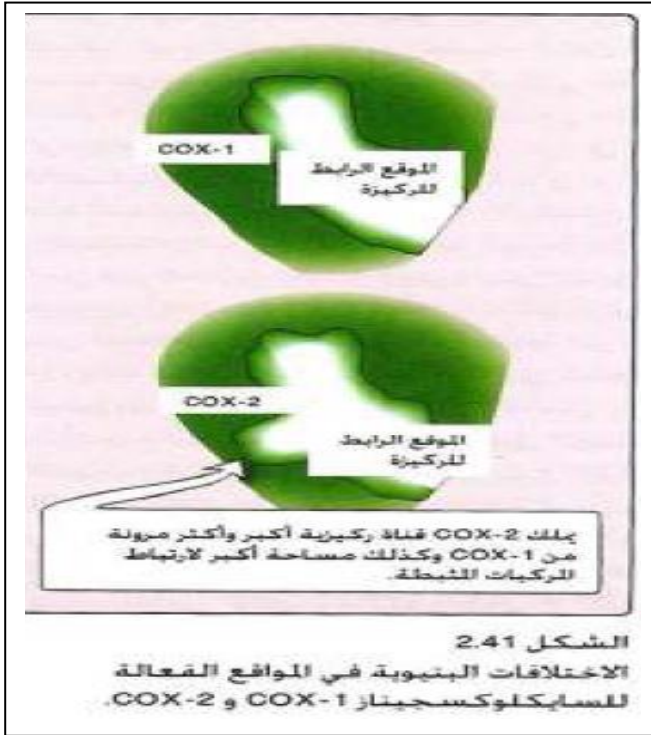 COX-1
الموقع الرابط
للركيزة
COX-2
الموقع الرابط
للركيزة
يملك COX-2 قناة ركيزية أكبر وأكثر مرونة
من COX-1 وكذلك مساحة أكبر لارتباط
المركبات المثبطة.
الشكل 2.41
الاختلافات البنيوية في المواقع الفعالة
للسايكلوكسجيناز COX-1 و COX-2.